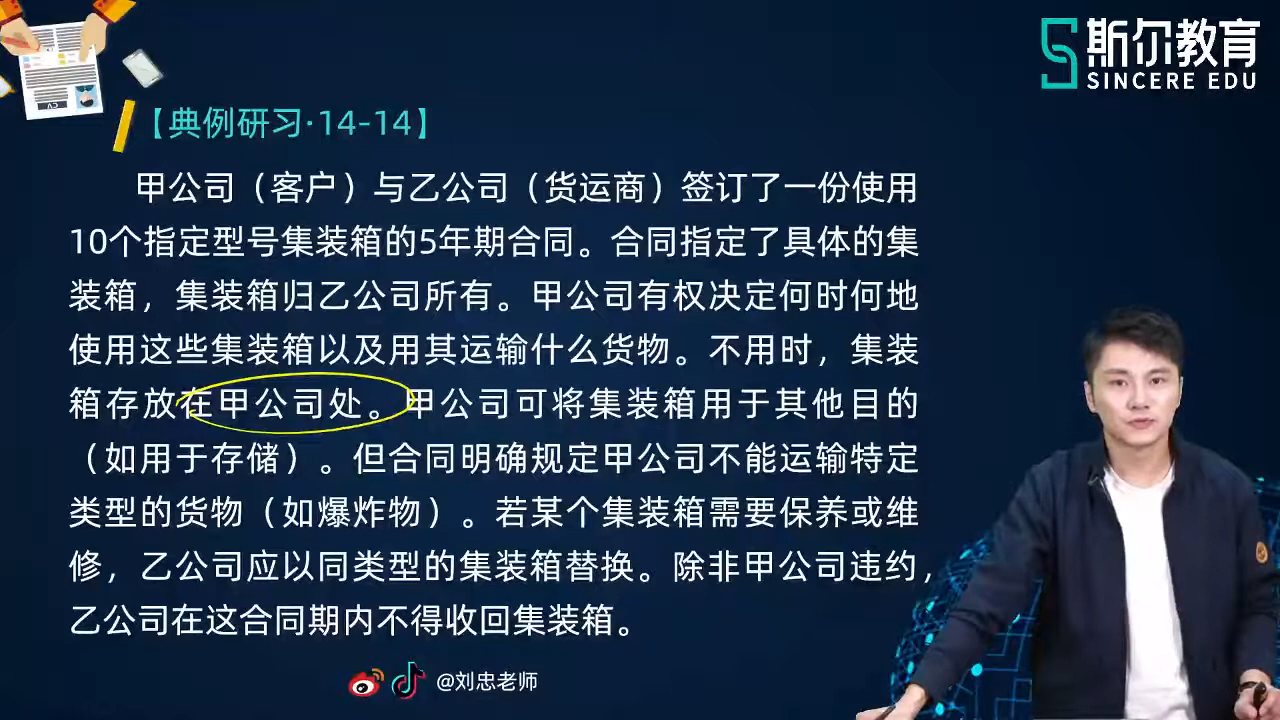 斯尔教育
SINCERE EDU
CV
【典例研习·14-14】
甲公司（客户）与乙公司（货运商）签订了一份使用
10个指定型号集装箱的5年期合同。合同指定了具体的集
装箱，集装箱归乙公司所有。甲公司有权决定何时何地
使用这些集装箱以及用其运输什么货物。不用时，集装
箱存放在甲公司处。甲公司可将集装箱用于其他目的
（如用于存储）。但合同明确规定甲公司不能运输特定
类型的货物（如爆炸物）。若某个集装箱需要保养或维
修，乙公司应以同类型的集装箱替换。除非甲公司违约，
乙公司在这合同期内不得收回集装箱。
@刘忠老师